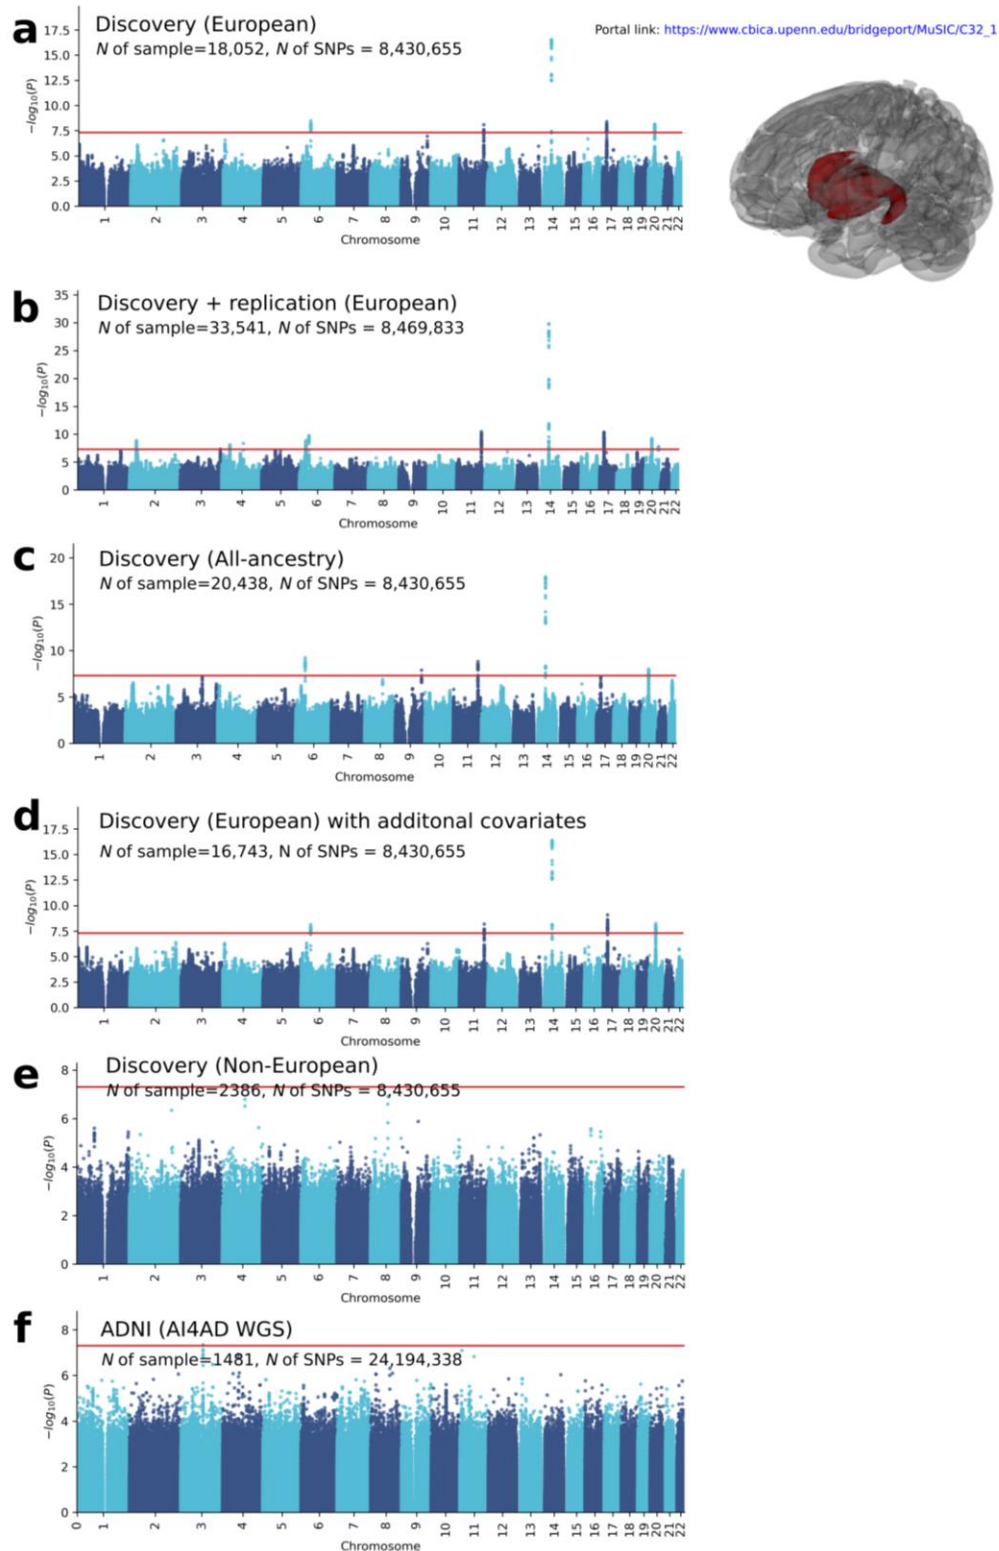 a
Discovery (European)
N of sample=18,052, N of SNPs = 8,430,655
Portal link: https://www.cbica.upenn.edu/bridgeport/MuSIC/C32_1
−log10(P)
17.5
15.0
12.5
10.0
7.5
5.0
2.5
0.0
1 2 3 4 5 6 7 8 9 10 11 12 13 14 15 16 17 18 19 20 21 22
Chromosome
b
Discovery + replication (European)
N of sample=33,541, N of SNPs = 8,469,833
−log10(P)
35
30
25
20
15
10
5
0
1 2 3 4 5 6 7 8 9 10 11 12 13 14 15 16 17 18 19 20 21 22
Chromosome
c
Discovery (All-ancestry)
N of sample=20,438, N of SNPs = 8,430,655
−log10(P)
20
15
10
5
0
1 2 3 4 5 6 7 8 9 10 11 12 13 14 15 16 17 18 19 20 21 22
Chromosome
d
Discovery (European) with additonal covariates
N of sample=16,743, N of SNPs = 8,430,655
−log10(P)
17.5
15.0
12.5
10.0
7.5
5.0
2.5
0.0
1 2 3 4 5 6 7 8 9 10 11 12 13 14 15 16 17 18 19 20 21 22
Chromosome
e
Discovery (Non-European)
N of sample=2386, N of SNPs = 8,430,655
−log10(P)
8
6
4
2
0
1 2 3 4 5 6 7 8 9 10 11 12 13 14 15 16 17 18 19 20 21 22
Chromosome
f
ADNI (AI4AD WGS)
N of sample=1481, N of SNPs = 24,194,338
−log10(P)
8
6
4
2
0
0 1 2 3 4 5 6 7 8 9 10 11 12 13 14 15 16 17 18 19 20 21 22
Chromosome